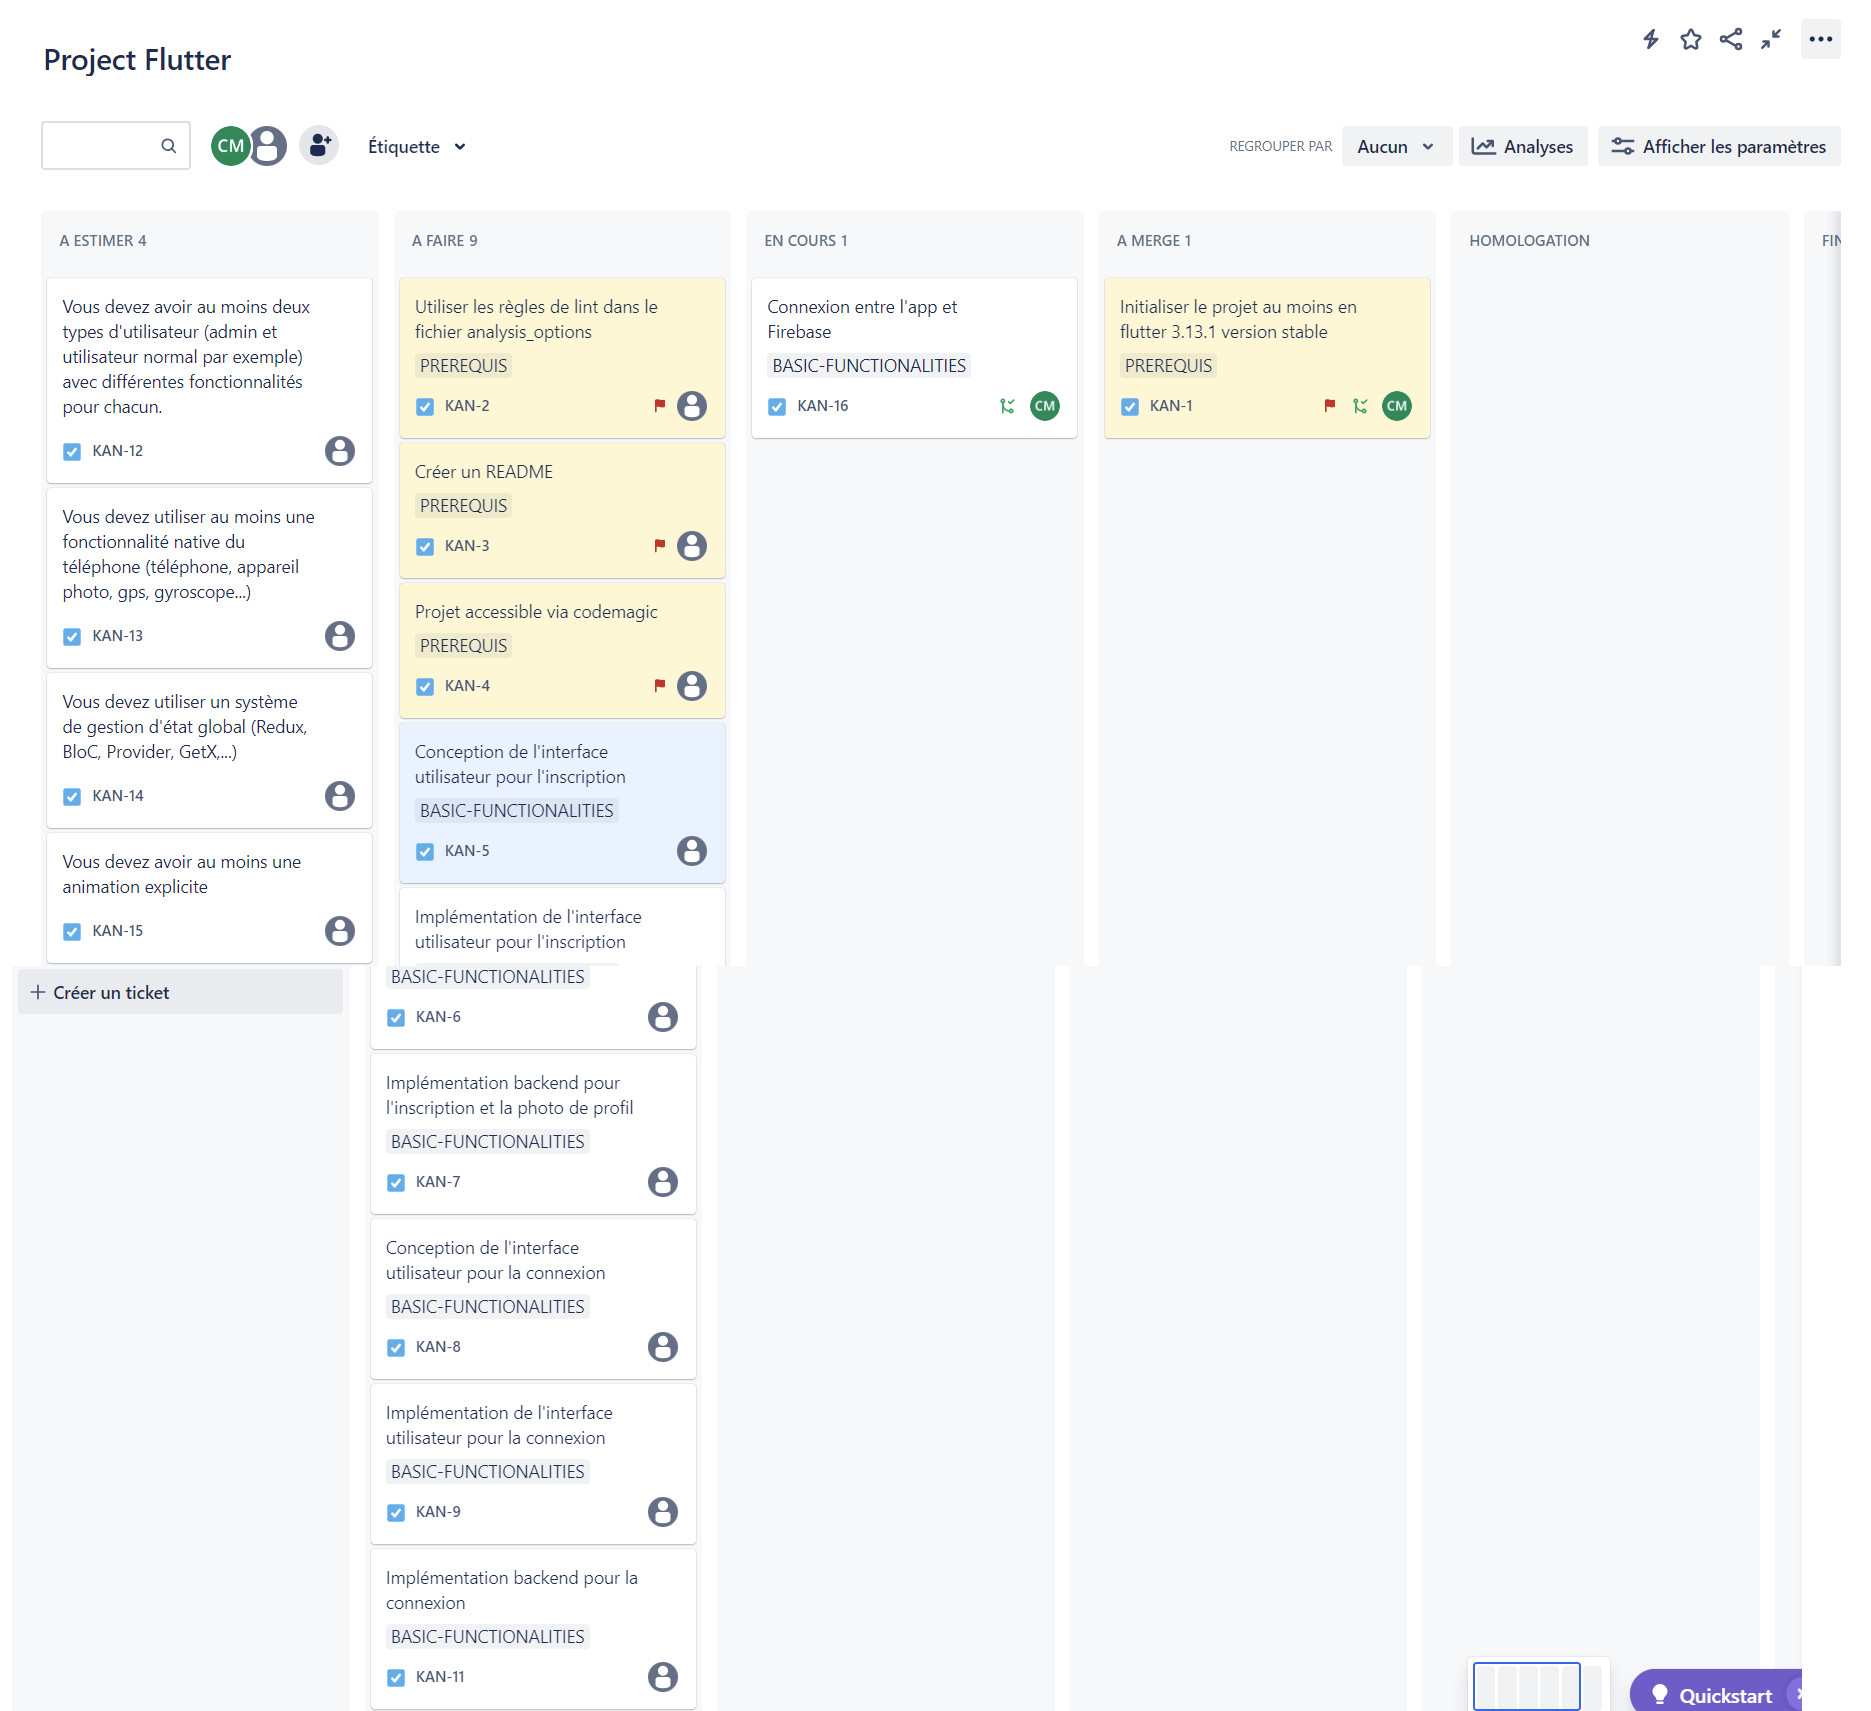 Project Flutter
CM
Étiquette
REGROUPER PAR
Aucun
Analyses
Afficher les paramètres
A ESTIMER 4
Vous devez avoir au moins deux
types d'utilisateur (admin et
utilisateur normal par exemple)
avec différentes fonctionnalités
pour chacun.
KAN-12
Vous devez utiliser au moins une
fonctionnalité native du
téléphone (téléphone, appareil
photo, gps, gyroscope...)
KAN-13
Vous devez utiliser un système
de gestion d'état global (Redux,
BloC, Provider, GetX,...)
KAN-14
Vous devez avoir au moins une
animation explicite
KAN-15
+ Créer un ticket
A FAIRE 9
Utiliser les règles de lint dans le
fichier analysis_options
PREREQUIS
KAN-2
Créer un README
PREREQUIS
KAN-3
Projet accessible via codemagic
PREREQUIS
KAN-4
Conception de l'interface
utilisateur pour l'inscription
BASIC-FUNCTIONALITIES
KAN-5
Implémentation de l'interface
utilisateur pour l'inscription
BASIC-FUNCTIONALITIES
KAN-6
Implémentation backend pour
l'inscription et la photo de profil
BASIC-FUNCTIONALITIES
KAN-7
Conception de l'interface
utilisateur pour la connexion
BASIC-FUNCTIONALITIES
KAN-8
Implémentation de l'interface
utilisateur pour la connexion
BASIC-FUNCTIONALITIES
KAN-9
Implémentation backend pour la
connexion
BASIC-FUNCTIONALITIES
KAN-11
EN COURS 1
Connexion entre l'app et
Firebase
BASIC-FUNCTIONALITIES
KAN-16
CM
A MERGE 1
Initialiser le projet au moins en
flutter 3.13.1 version stable
PREREQUIS
KAN-1
CM
HOMOLOGATION
Quickstart